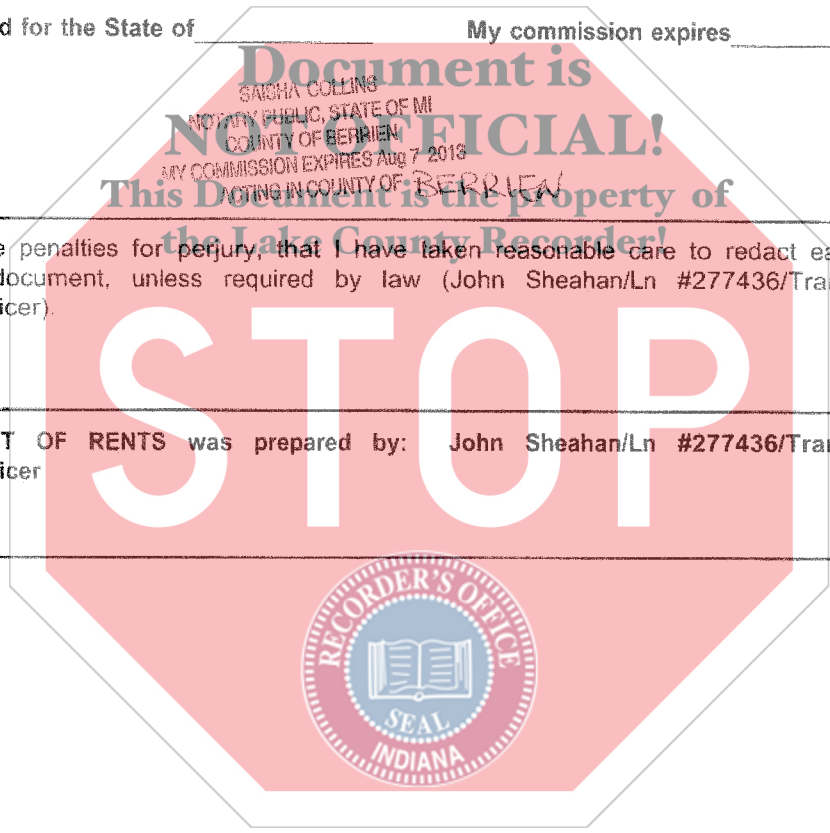 d for the State of My commission expires
Document is
SAISHA COLLINS
NOTARY PUBLIC, STATE OF MI
NOT OFFICIAL!
COUNTY OF BERRIEN
MY COMMISSION EXPIRES Aug 7 2013
This Document is the property of
ACTING IN COUNTY OF BERRIEN
the Lake County Recorder!
e penalties for perjury, that I have taken reasonable care to redact ea
document, unless required by law (John Sheahan/Ln #277436/Tra
icer).
STOP
T OF RENTS was prepared by: John Sheahan/Ln #277436/Tra
icer
RECORDER'S OFFICE
SEAL
INDIANA